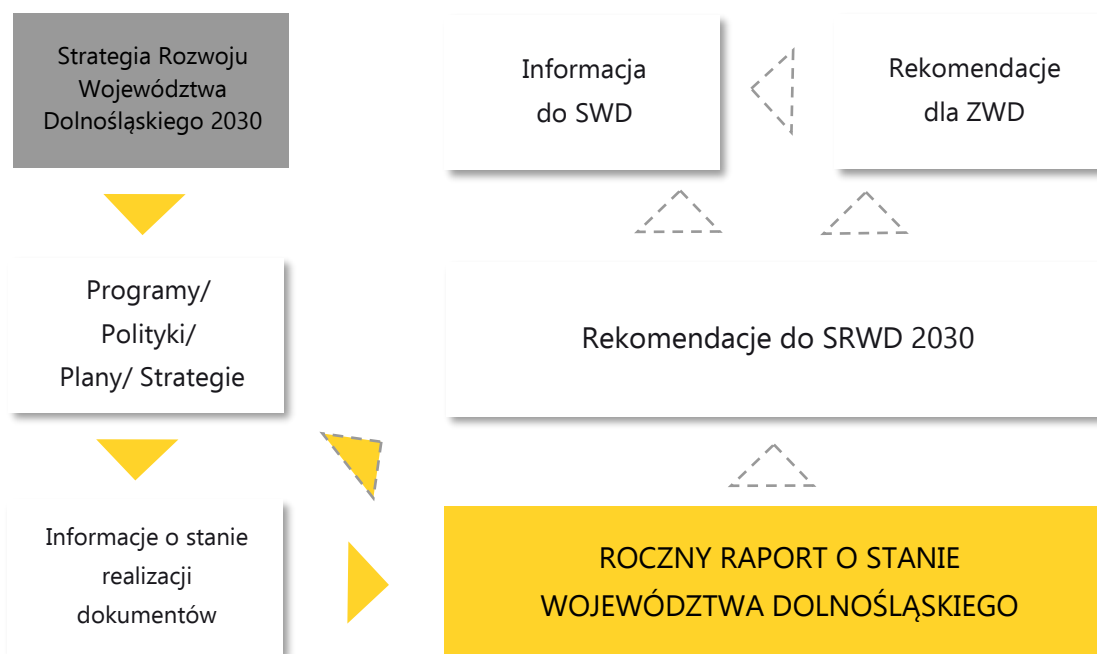 Strategia Rozwoju
Województwa
Dolnośląskiego 2030
Informacja
do SWD
Rekomendacje
dla ZWD
Programy/
Polityki/
Plany/ Strategie
Rekomendacje do SRWD 2030
Informacje o stanie
realizacji
dokumentów
ROCZNY RAPORT O STANIE
WOJEWÓDZTWA DOLNOŚLĄSKIEGO